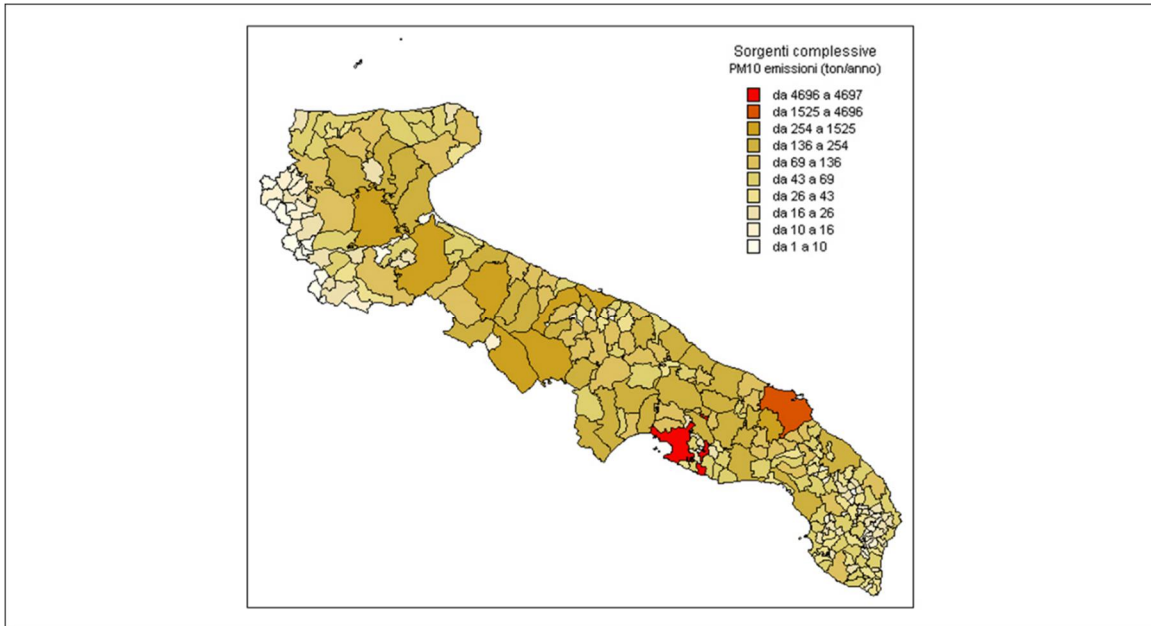 Sorgenti complessive
PM10 emissioni (ton/anno)
da 4696 a 4697
da 1525 a 4696
da 254 a 1525
da 136 a 254
da 69 a 136
da 43 a 69
da 26 a 43
da 16 a 26
da 10 a 16
da 1 a 10